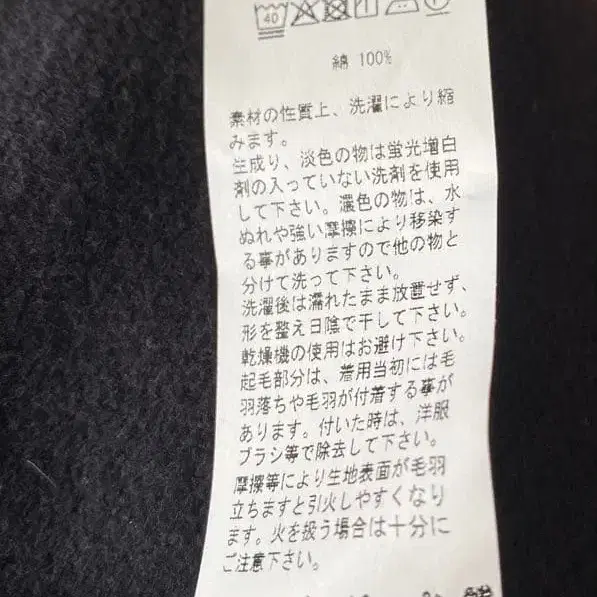 40
綿 100%
素材の性質上、洗濯により縮
みます。
生成り、淡色の物は蛍光増白
剤の入っていない洗剤を使用
して下さい。濃色の物は、水
ぬれや強い摩擦により移染す
る事がありますので他の物と
分けて洗って下さい。
洗濯後は濡れたまま放置せず、
形を整え日陰で干して下さい。
乾燥機の使用はお避け下さい。
起毛部分は、着用当初には毛
羽落ちや毛羽が付着する事が
あります。付いた時は、洋服
ブラシ等で除去して下さい。
摩擦等により生地表面が毛羽
立ちますと引火しやすくなり
ます。火を扱う場合は十分に
ご注意下さい。